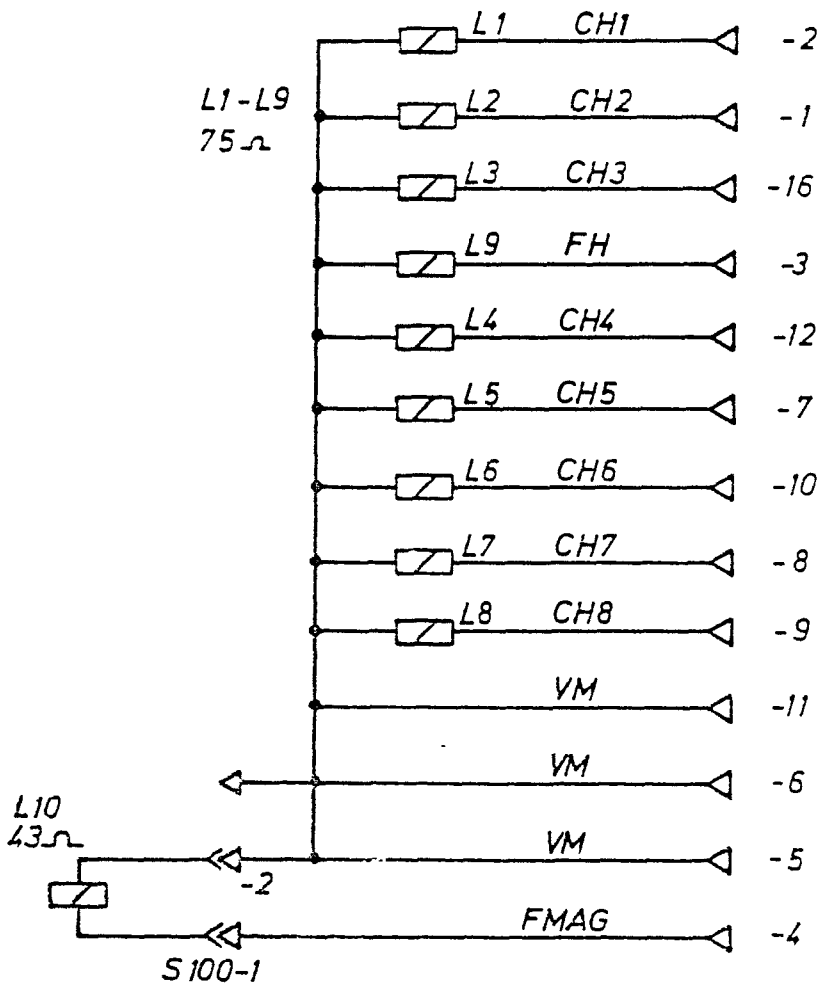 L1 CH1 -2
L1-L9
75Ω
L2 CH2 -1
L3 CH3 -16
L9 FH -3
L4 CH4 -12
L5 CH5 -7
L6 CH6 -10
L7 CH7 -8
L8 CH8 -9
VM -11
VM -6
L10
43Ω
VM -5
-2
FMAG -4
S100-1